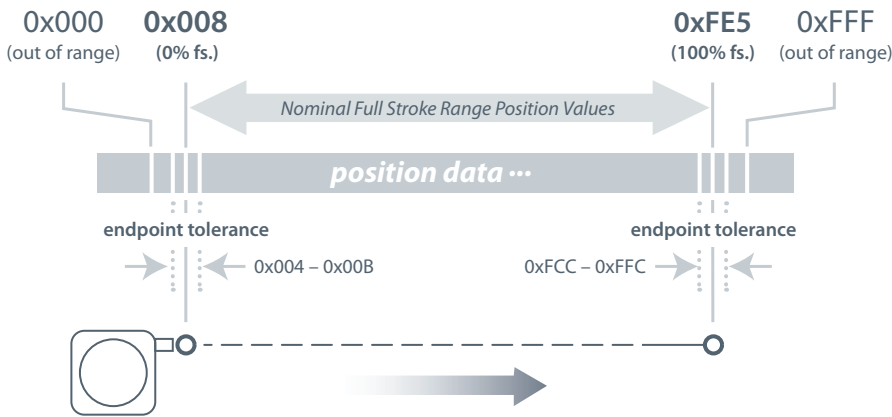 0x000 0x008 0xFE5 0xFFF
(out of range) (0% fs.) (100% fs.) (out of range)
Nominal Full Stroke Range Position Values
position data ···
endpoint tolerance endpoint tolerance
0x004 – 0x00B 0xFCC – 0xFFC